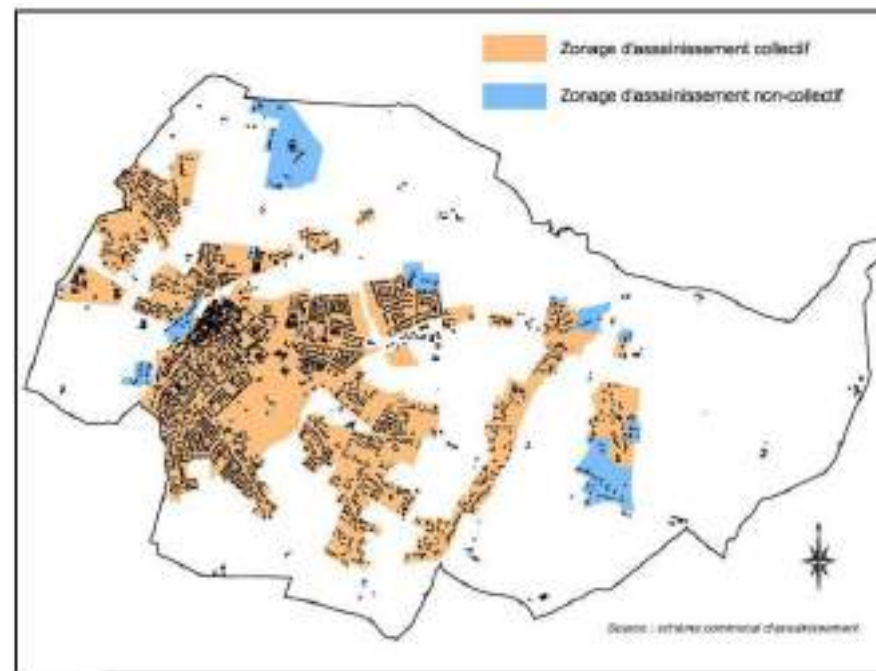 Zonage d'assainissement collectif
Zonage d'assainissement non-collectif
Source : schéma communal d'assainissement